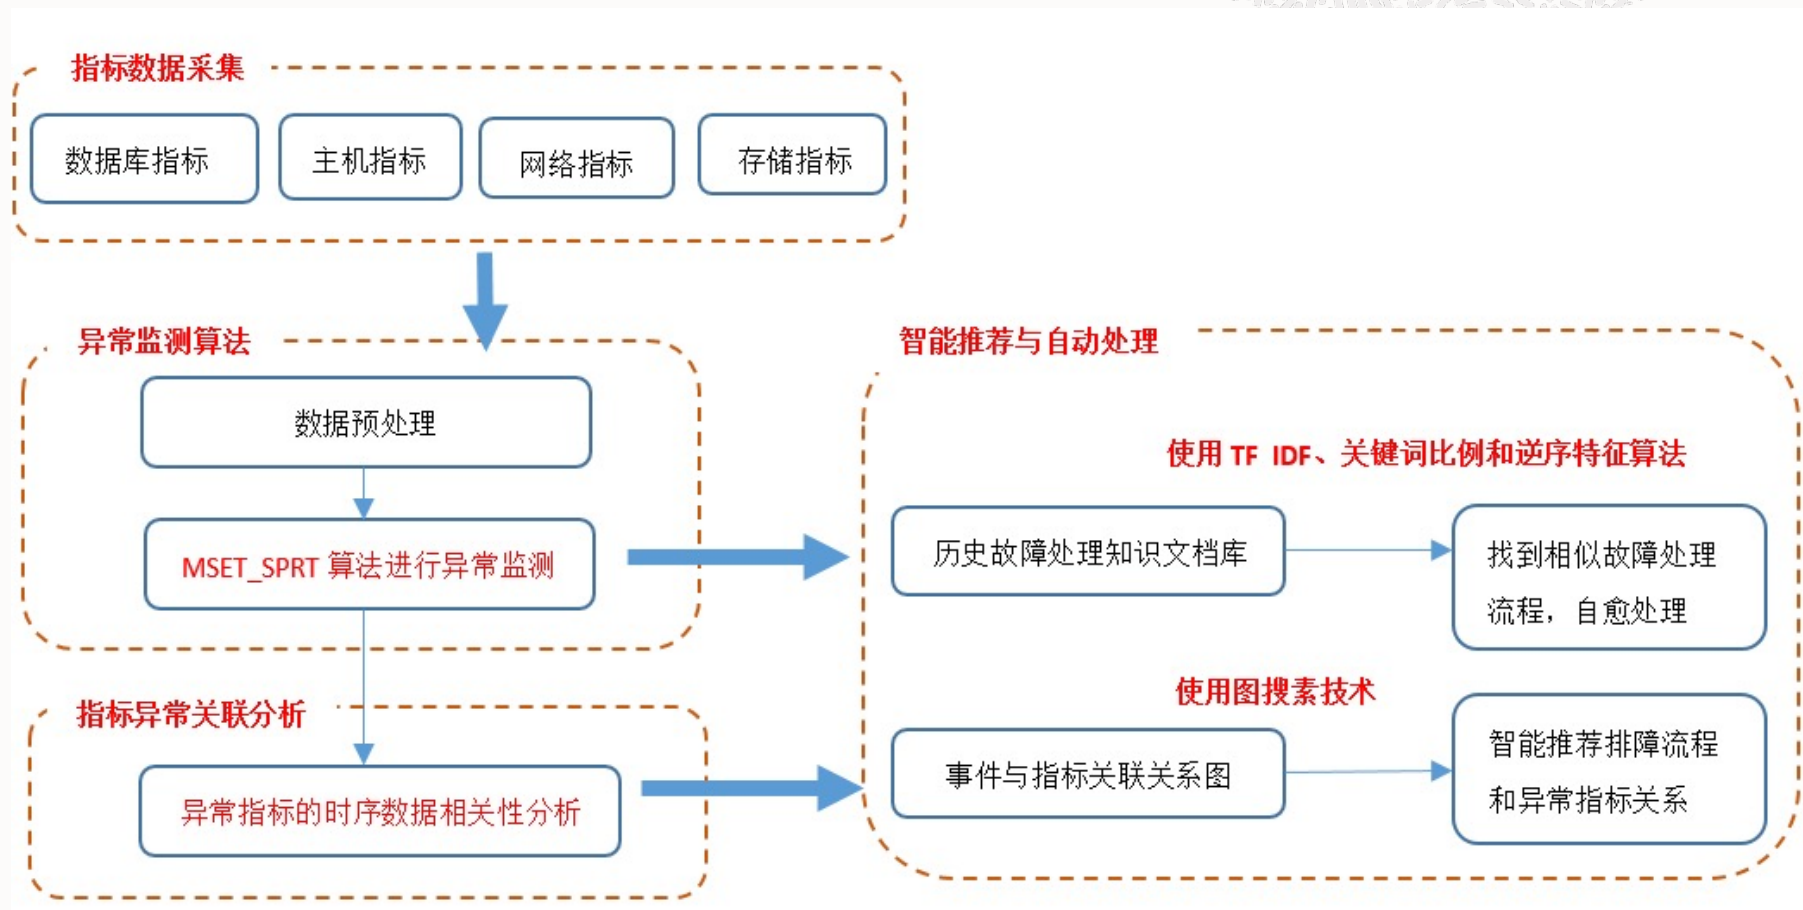 指标数据采集
数据库指标
主机指标
网络指标
存储指标
异常监测算法
数据预处理
MSET_SPRT 算法进行异常监测
指标异常关联分析
异常指标的时序数据相关性分析
智能推荐与自动处理
使用 TF IDF、关键词比例和逆序特征算法
历史故障处理知识文档库
找到相似故障处理
流程，自愈处理
使用图搜素技术
事件与指标关联关系图
智能推荐排障流程
和异常指标关系